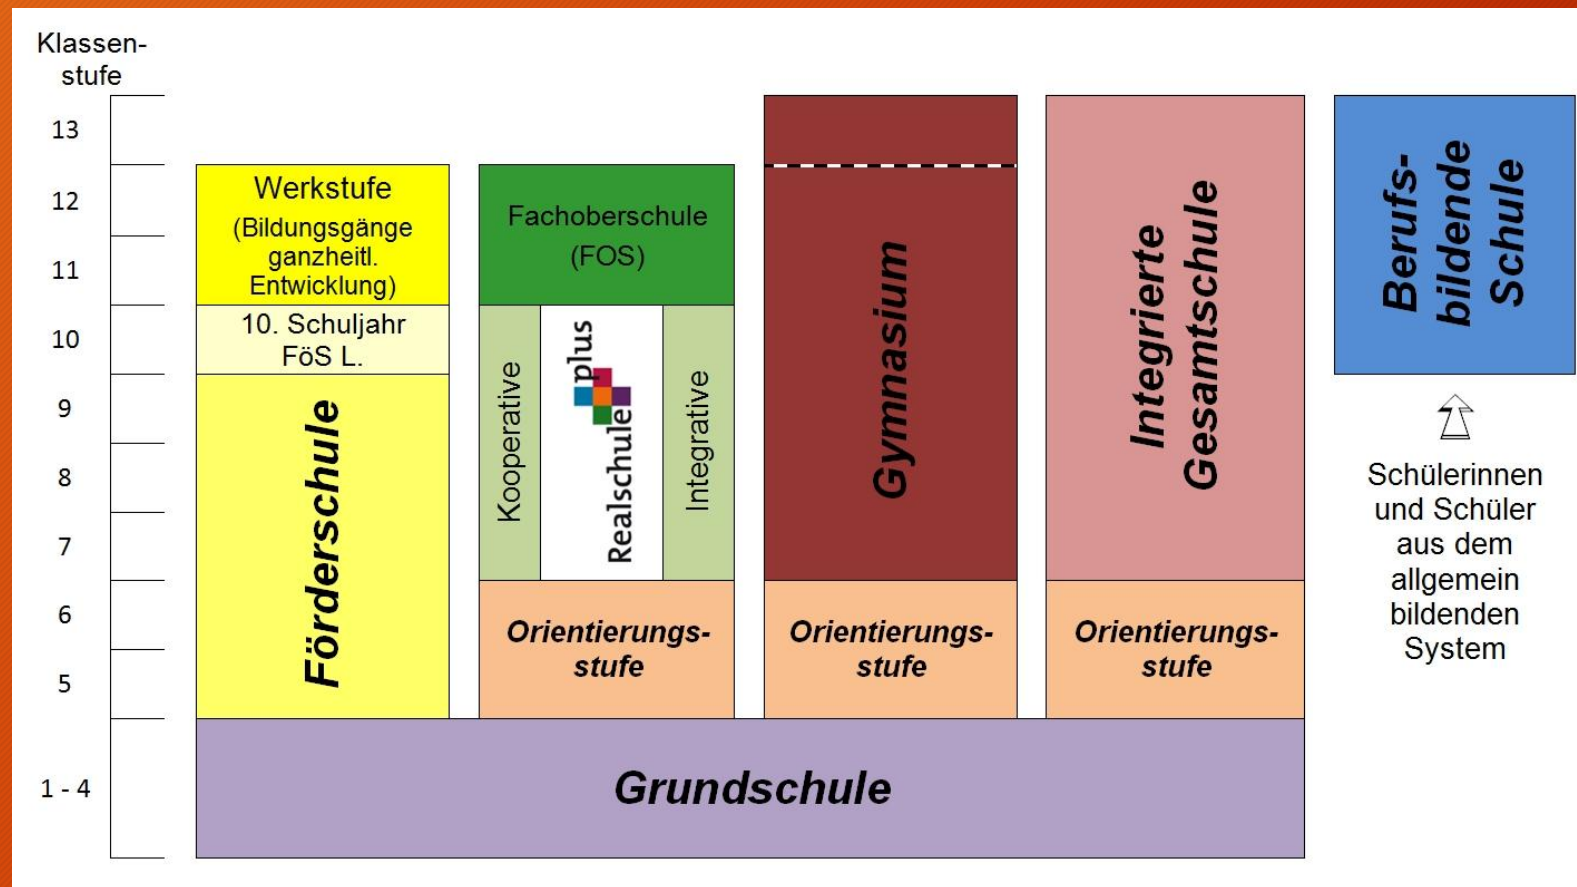 Klassen-
stufe
13
12
11
10
9
8
7
6
5
1 - 4
Werkstufe
(Bildungsgänge
ganzheitl.
Entwicklung)
10. Schuljahr
FöS L.
Förderschule
Fachoberschule
(FOS)
Kooperative
Realschule plus
Integrative
Orientierungs-
stufe
Gymnasium
Orientierungs-
stufe
Integrierte
Gesamtschule
Orientierungs-
stufe
Berufs-
bildende
Schule
Schülerinnen
und Schüler
aus dem
allgemein
bildenden
System
Grundschule